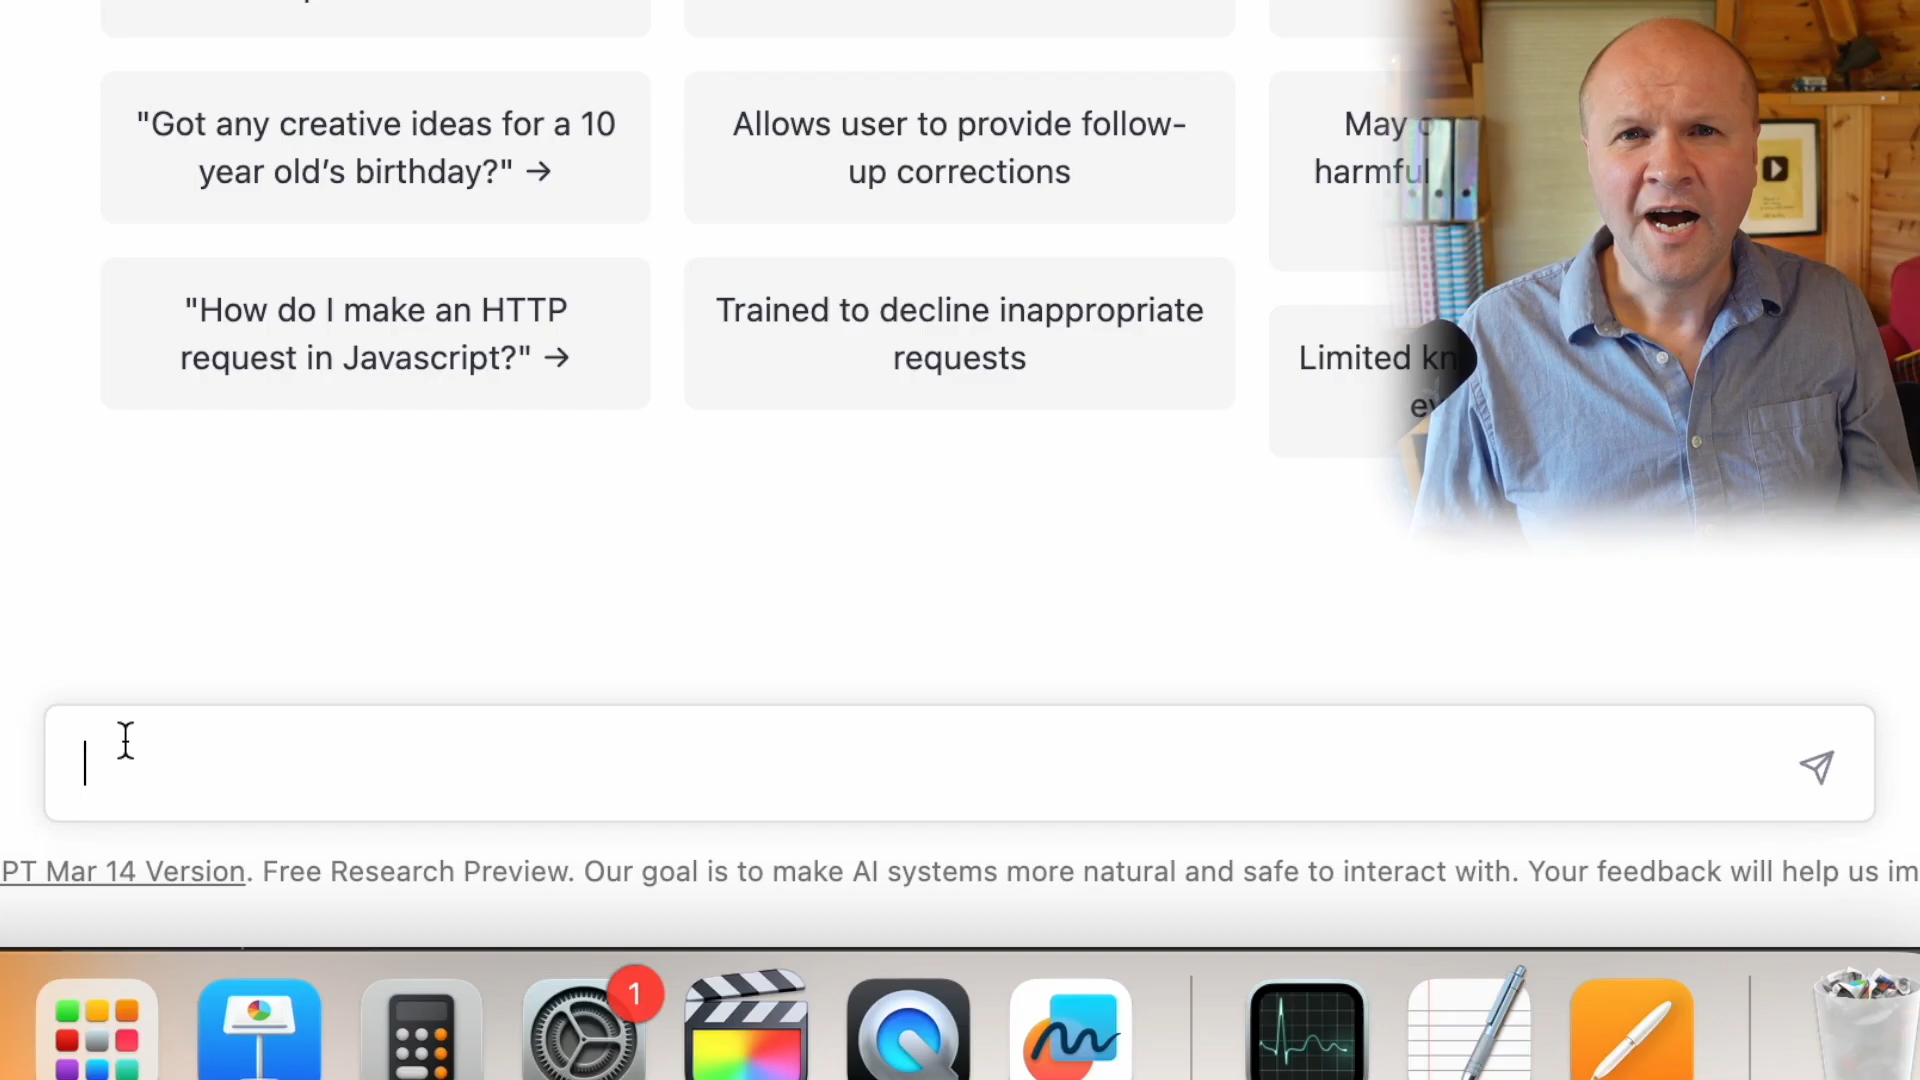 "Got any creative ideas for a 10
year old's birthday?" →
Allows user to provide follow-
up corrections
May
harmful
"How do I make an HTTP
request in Javascript?" →
Trained to decline inappropriate
requests
Limited
PT Mar 14 Version. Free Research Preview. Our goal is to make AI systems more natural and safe to interact with. Your feedback will help us im
1